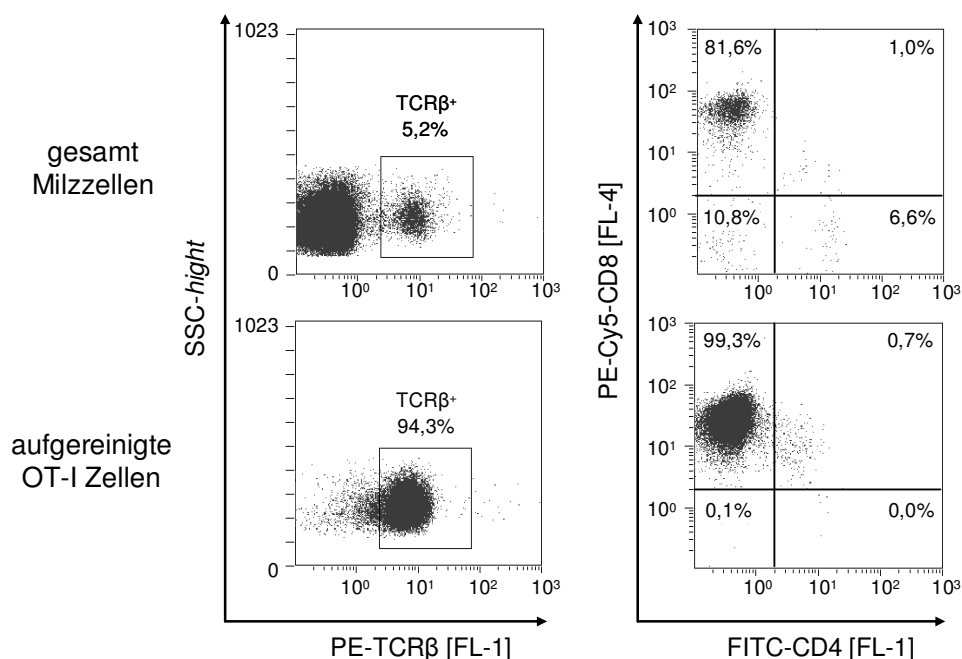 gesamt
Milzzellen
aufgereinigte
OT-I Zellen
SSC-hight
1023
0
TCRβ⁺
5,2%
10⁰ 10¹ 10² 10³
1023
0
TCRβ⁺
94,3%
10⁰ 10¹ 10² 10³
PE-TCRβ [FL-1]
PE-Cy5-CD8 [FL-4]
10³
10²
10¹
10⁰
81,6% 1,0%
10,8% 6,6%
10⁰ 10¹ 10² 10³
10³
10²
10¹
10⁰
99,3% 0,7%
0,1% 0,0%
10⁰ 10¹ 10² 10³
FITC-CD4 [FL-1]